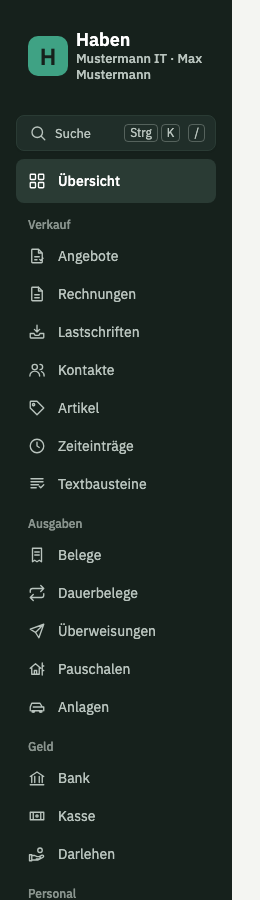 H
Haben
Mustermann IT · Max
Mustermann
Suche Strg K /
Übersicht
Verkauf
Angebote
Rechnungen
Lastschriften
Kontakte
Artikel
Zeiteinträge
Textbausteine
Ausgaben
Belege
Dauerbelege
Überweisungen
Pauschalen
Anlagen
Geld
Bank
Kasse
Darlehen
Personal